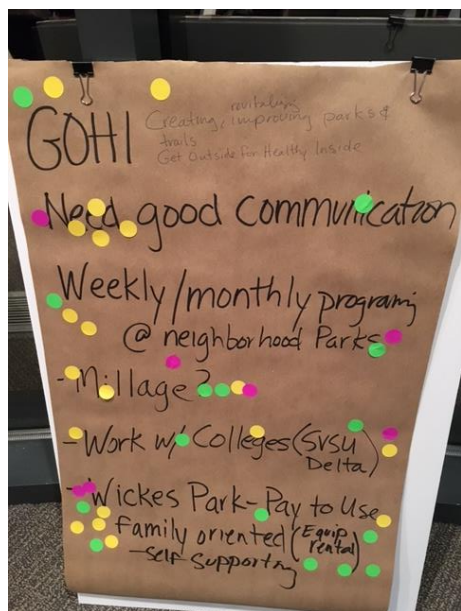 GOHI
Creating, revitalizing, improving parks &
trails
Get Outside for Healthy Inside
Need good communication
Weekly/monthly programing
@ neighborhood Parks
-Millage?
-Work w/ Colleges (SVSU
Delta)
-Wickes Park-Pay to Use
Family oriented (Equip
rental)
-Self Supporting